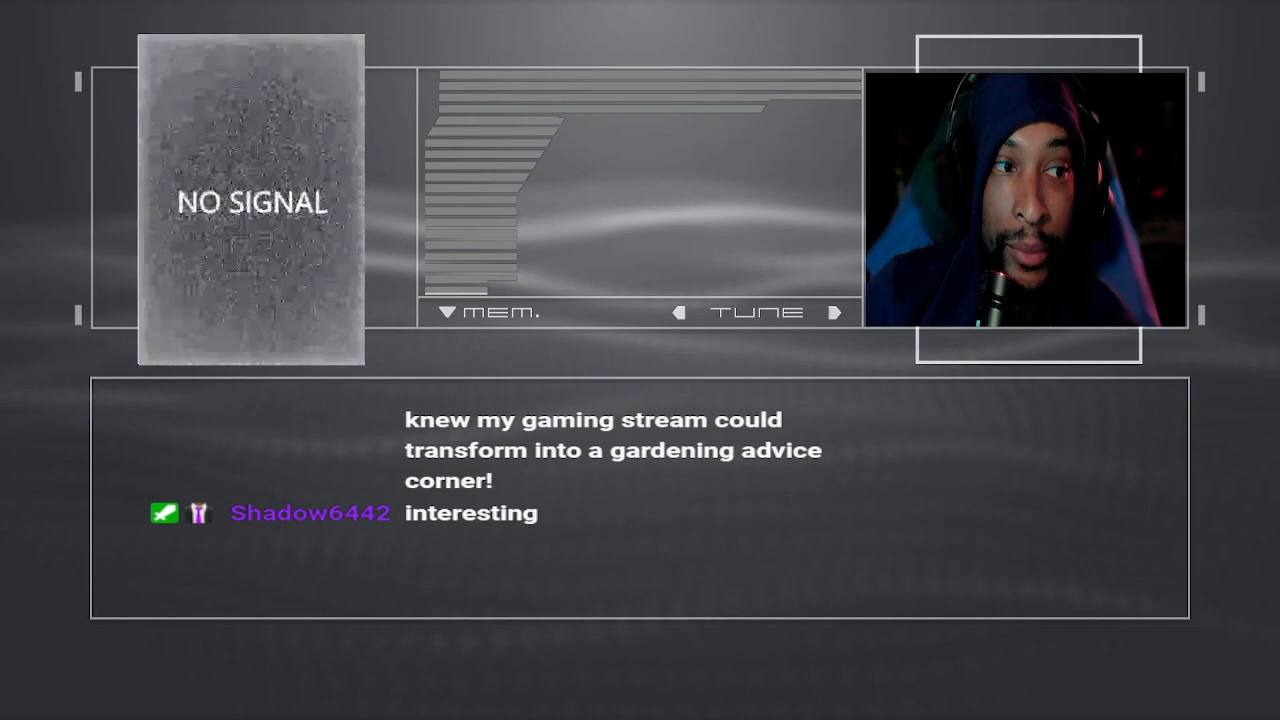 NO SIGNAL
MEM.
TUNE
knew my gaming stream could
transform into a gardening advice
corner!
Shadow6442 interesting